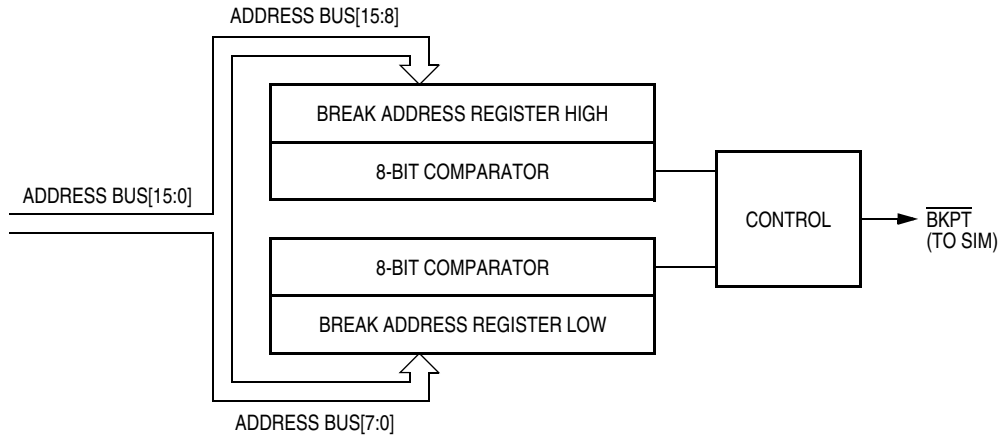 ADDRESS BUS[15:8]
BREAK ADDRESS REGISTER HIGH
8-BIT COMPARATOR
ADDRESS BUS[15:0]
CONTROL
BKPT
(TO SIM)
8-BIT COMPARATOR
BREAK ADDRESS REGISTER LOW
ADDRESS BUS[7:0]